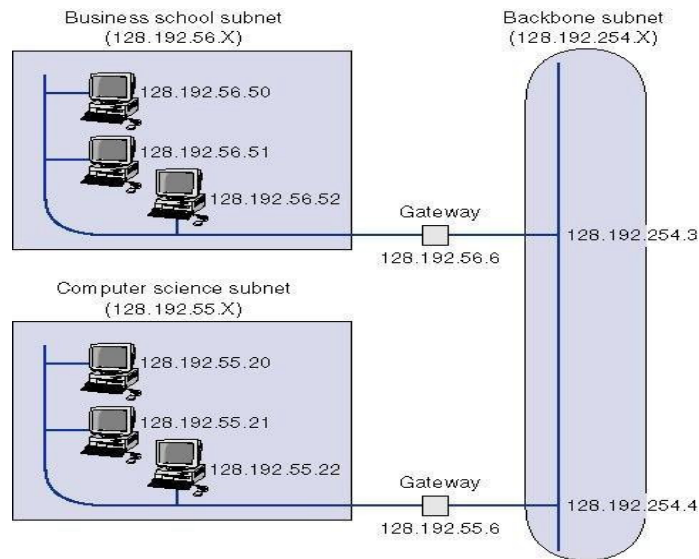 Business school subnet
(128.192.56.X)
128.192.56.50
128.192.56.51
128.192.56.52
Backbone subnet
(128.192.254.X)
Gateway
128.192.56.6
128.192.254.3
Computer science subnet
(128.192.55.X)
128.192.55.20
128.192.55.21
128.192.55.22
Gateway
128.192.55.6
128.192.254.4